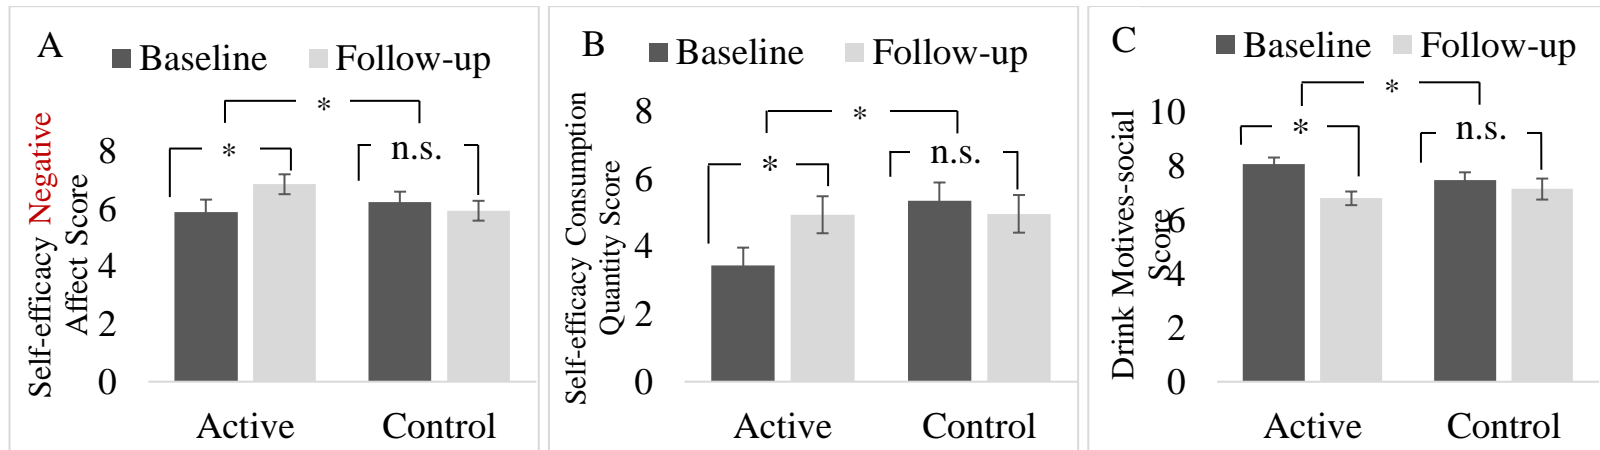 A
Baseline Follow-up
*
* n.s.
Self-efficacy Negative
Affect Score
8
6
4
2
0
Active Control
B
Baseline Follow-up
*
* n.s.
Self-efficacy Consumption
Quantity Score
8
6
4
2
0
Active Control
C
Baseline Follow-up
*
* n.s.
Drink Motives-social
Score
10
8
6
4
2
0
Active Control